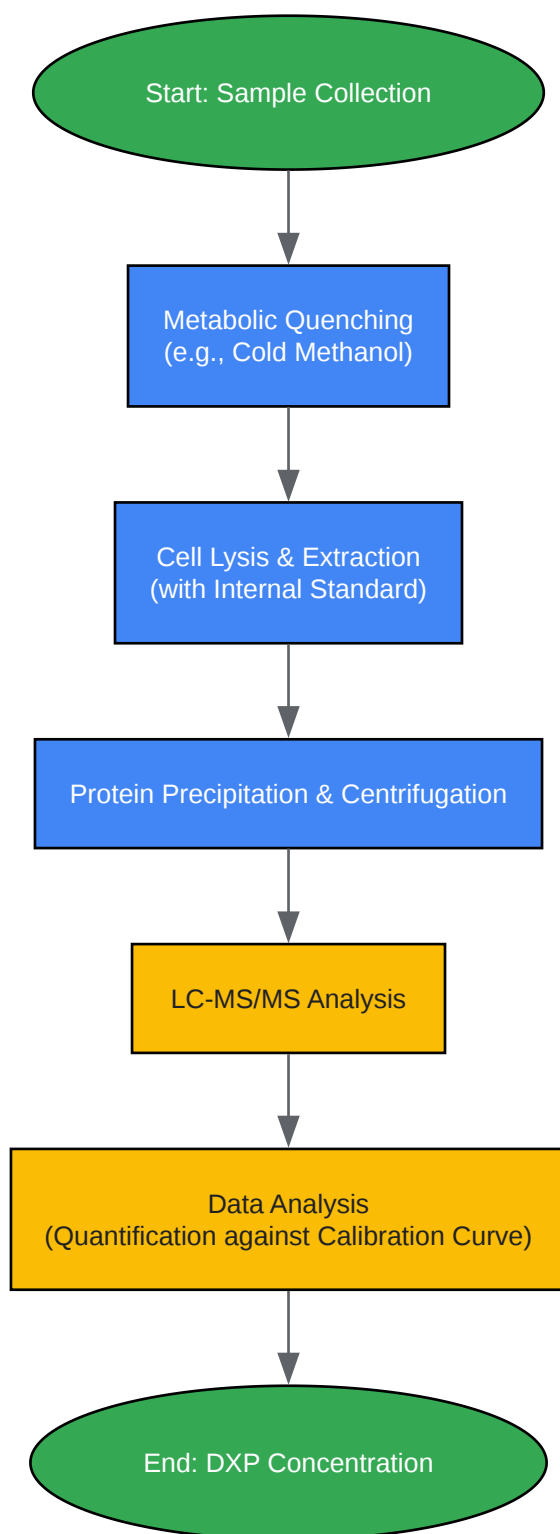 Start: Sample Collection
Metabolic Quenching
(e.g., Cold Methanol)
Cell Lysis & Extraction
(with Internal Standard)
Protein Precipitation & Centrifugation
LC-MS/MS Analysis
Data Analysis
(Quantification against Calibration Curve)
End: DXP Concentration